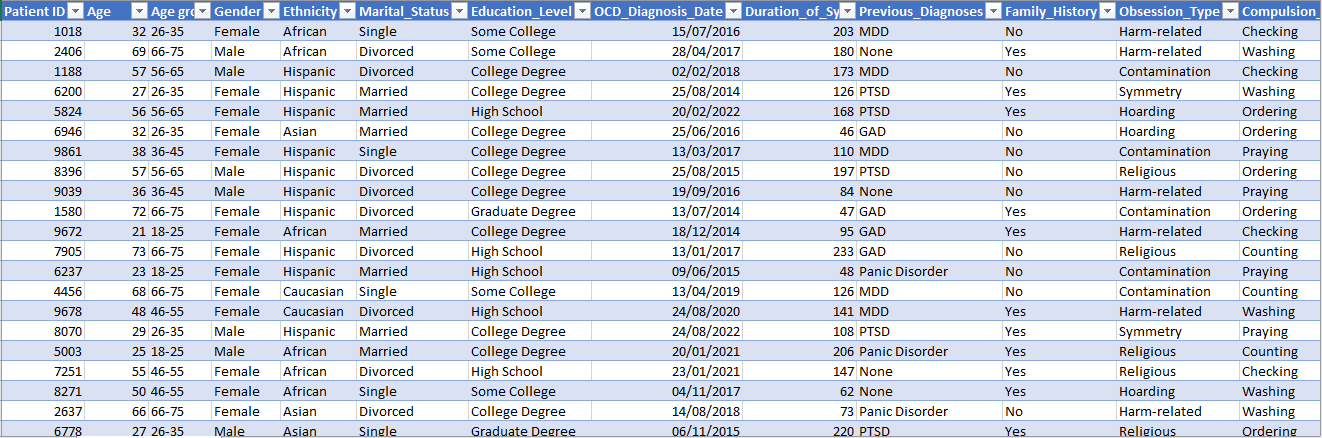 Patient ID Age Age gro Gender Ethnicity Marital_Status Education_Level OCD_Diagnosis_Date Duration_of_Sy Previous_Diagnoses Family_History Obsession_Type Compulsion_
1018 32 26-35 Female African Single Some College 15/07/2016 203 MDD No Harm-related Checking
2406 69 66-75 Male African Divorced Some College 28/04/2017 180 None Yes Harm-related Washing
1188 57 56-65 Male Hispanic Divorced College Degree 02/02/2018 173 MDD No Contamination Checking
6200 27 26-35 Female Hispanic Married College Degree 25/08/2014 126 PTSD Yes Symmetry Washing
5824 56 56-65 Female Hispanic Married High School 20/02/2022 168 PTSD Yes Hoarding Ordering
6946 32 26-35 Female Asian Married College Degree 25/06/2016 46 GAD No Hoarding Ordering
9861 38 36-45 Female Hispanic Single College Degree 13/03/2017 110 MDD No Contamination Praying
8396 57 56-65 Male Hispanic Divorced College Degree 25/08/2015 197 PTSD No Religious Ordering
9039 36 36-45 Male Hispanic Divorced College Degree 19/09/2016 84 None No Harm-related Praying
1580 72 66-75 Female Hispanic Divorced Graduate Degree 13/07/2014 47 GAD Yes Contamination Ordering
9672 21 18-25 Female African Married College Degree 18/12/2014 95 GAD Yes Harm-related Checking
7905 73 66-75 Female Hispanic Divorced High School 13/01/2017 233 GAD No Religious Counting
6237 23 18-25 Female Hispanic Married High School 09/06/2015 48 Panic Disorder No Contamination Praying
4456 68 66-75 Female Caucasian Single Some College 13/04/2019 126 MDD No Contamination Counting
9678 48 46-55 Female Caucasian Divorced High School 24/08/2020 141 MDD Yes Harm-related Washing
8070 29 26-35 Male Hispanic Married College Degree 24/08/2022 108 PTSD Yes Symmetry Praying
5003 25 18-25 Male African Married College Degree 20/01/2021 206 Panic Disorder Yes Religious Counting
7251 55 46-55 Female African Divorced High School 23/01/2021 147 None Yes Religious Checking
8271 50 46-55 Female African Single Some College 04/11/2017 62 None Yes Hoarding Washing
2637 66 66-75 Female Asian Divorced College Degree 14/08/2018 73 Panic Disorder No Harm-related Washing
6778 27 26-35 Male Asian Single Graduate Degree 06/11/2015 220 PTSD Yes Religious Ordering